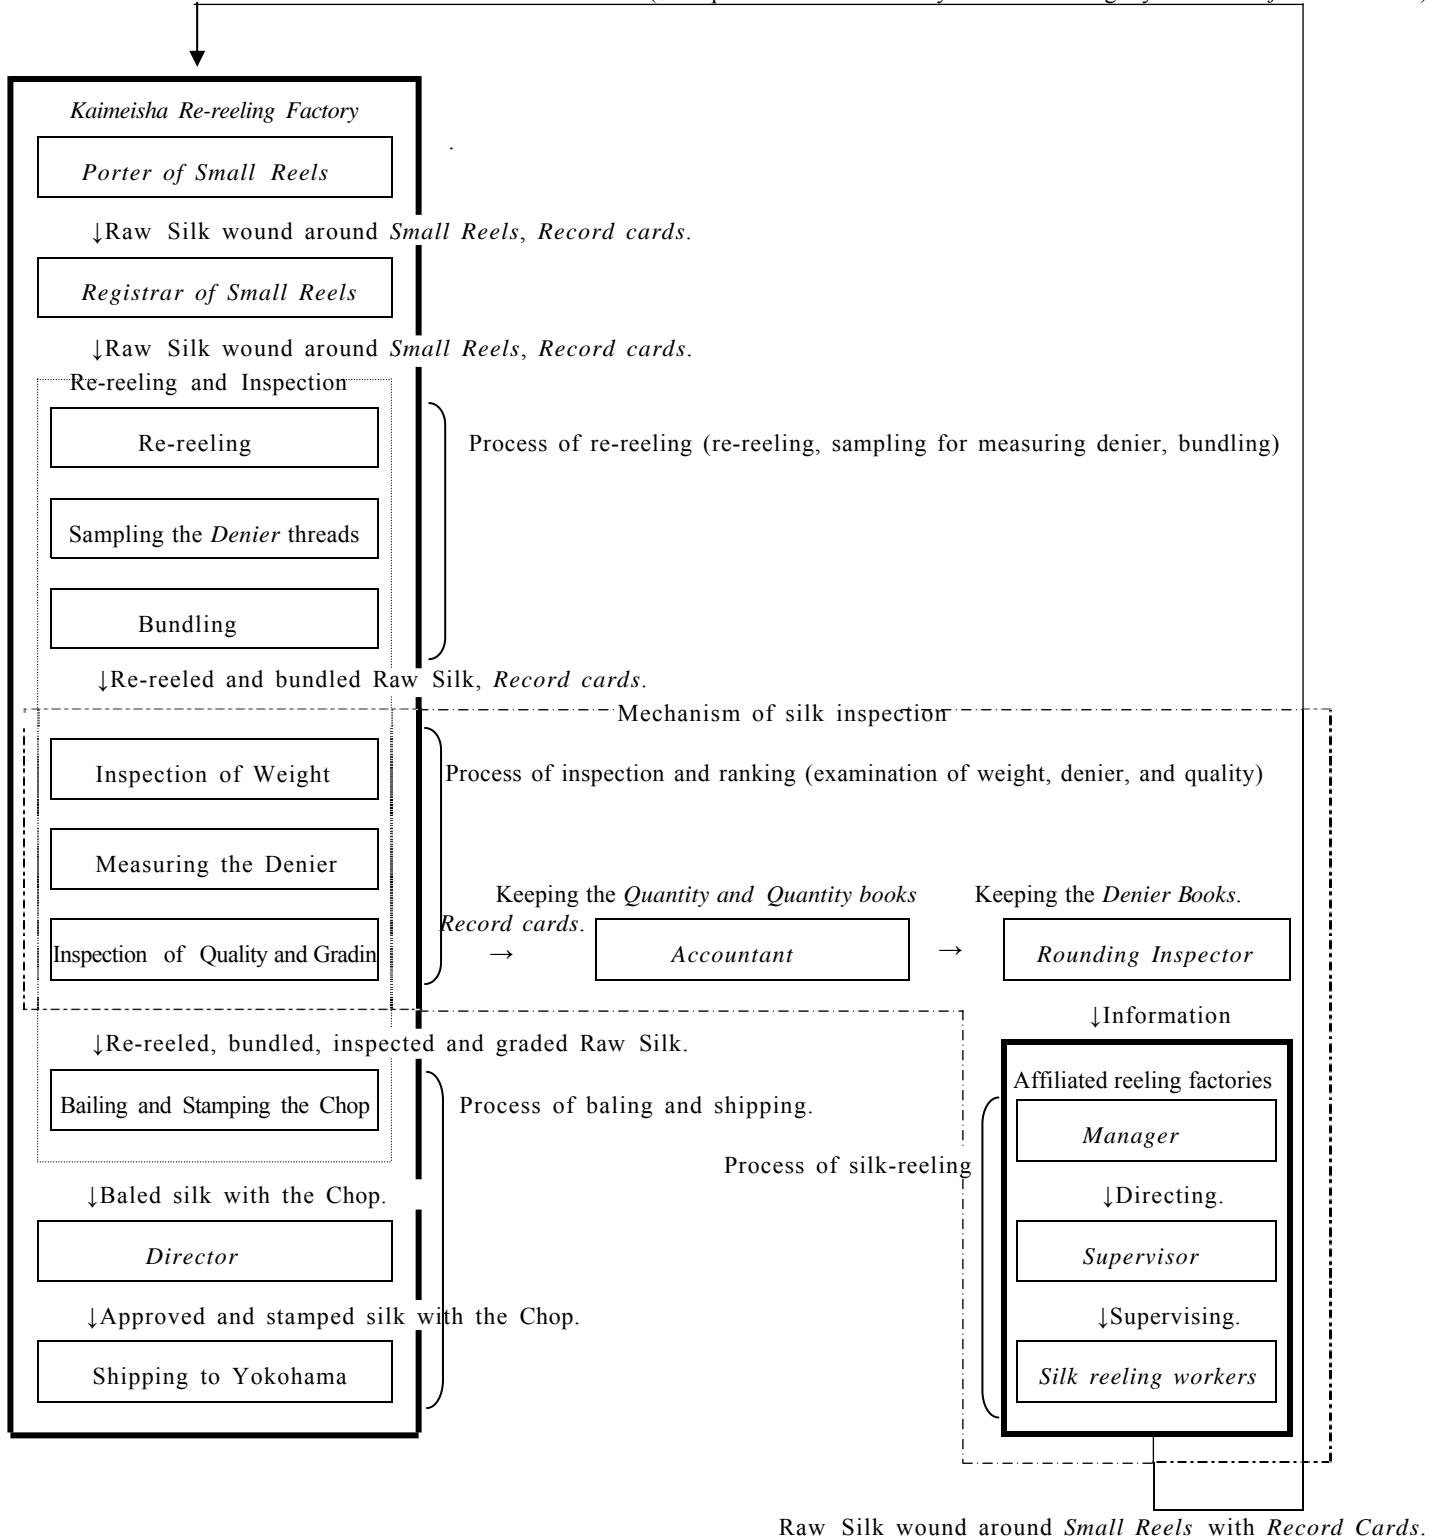 Kaimeisha Re-reeling Factory
Porter of Small Reels
.
↓Raw Silk wound around Small Reels, Record cards.
Registrar of Small Reels
↓Raw Silk wound around Small Reels, Record cards.
Re-reeling and Inspection
Re-reeling
Process of re-reeling (re-reeling, sampling for measuring denier, bundling)
Sampling the Denier threads
Bundling
↓Re-reeled and bundled Raw Silk, Record cards.
Mechanism of silk inspection
Inspection of Weight
Process of inspection and ranking (examination of weight, denier, and quality)
Measuring the Denier
Keeping the Quantity and Quantity books
Keeping the Denier Books.
Record cards.
Inspection of Quality and Gradin
→
Accountant
→
Rounding Inspector
↓Information
↓Re-reeled, bundled, inspected and graded Raw Silk.
Affiliated reeling factories
Bailing and Stamping the Chop
Process of baling and shipping.
Manager
Process of silk-reeling
↓Baled silk with the Chop.
↓Directing.
Director
Supervisor
↓Approved and stamped silk with the Chop.
↓Supervising.
Shipping to Yokohama
Silk reeling workers
Raw Silk wound around Small Reels with Record Cards.